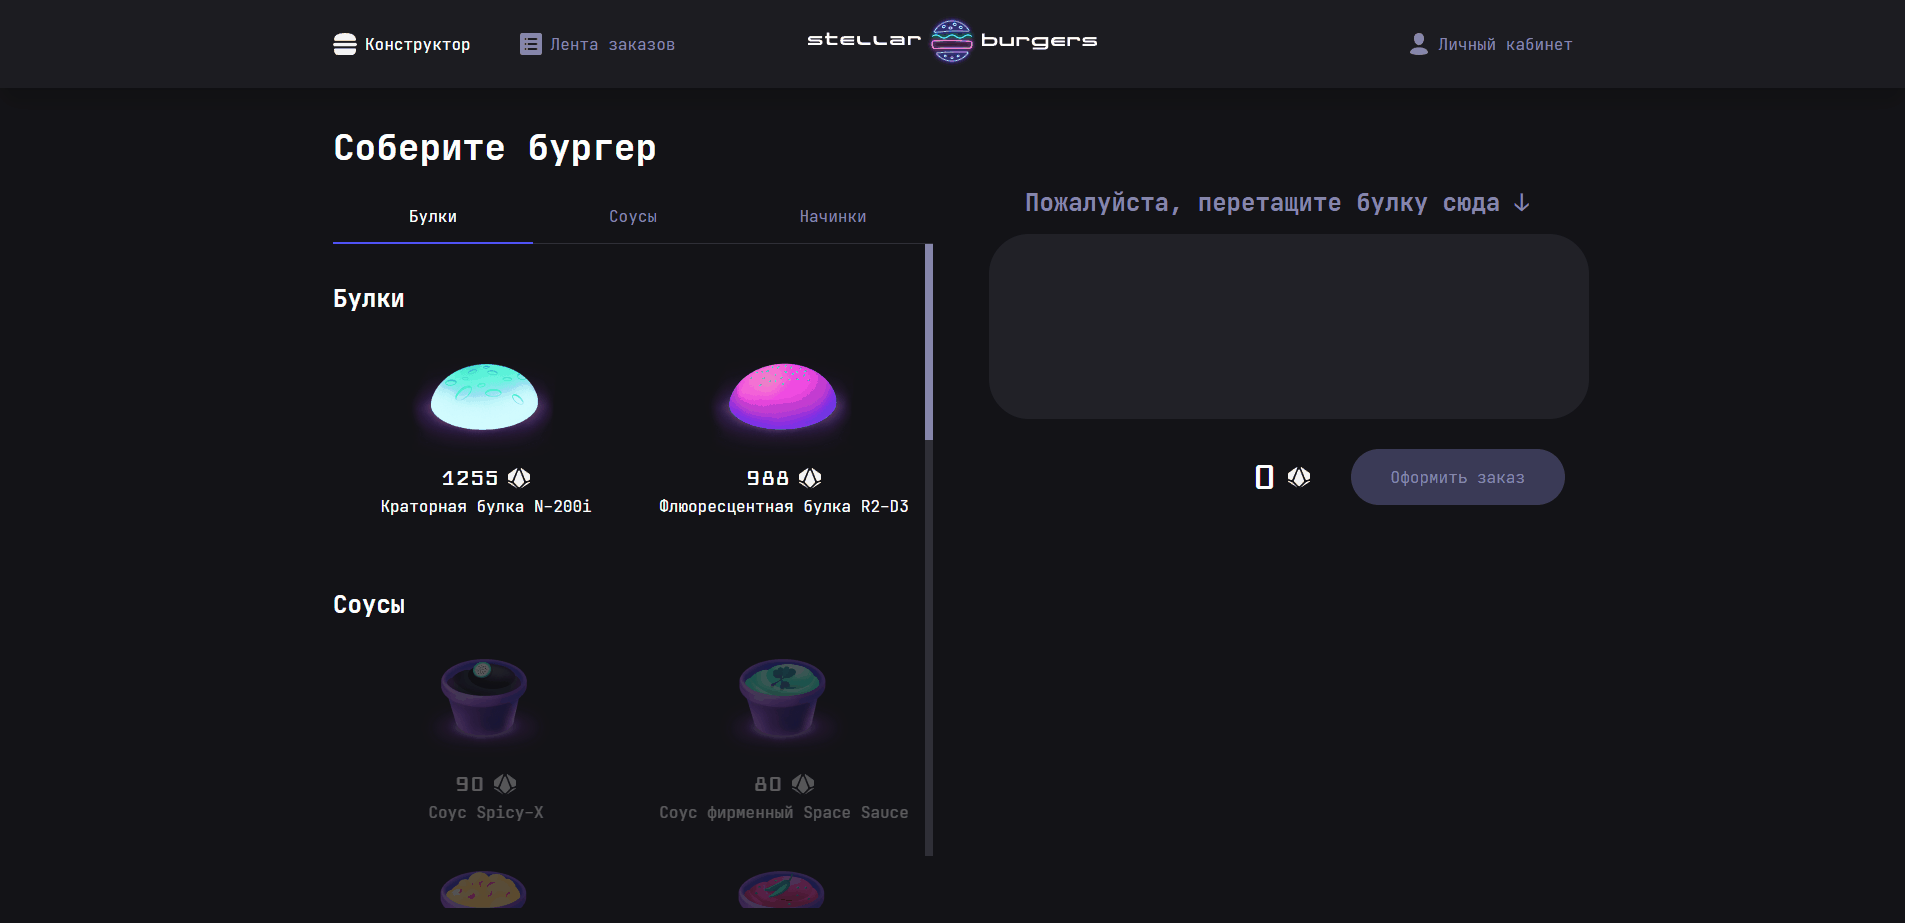 Конструктор
Лента заказов
stellar burgers
Личный кабинет
Соберите бургер
Булки
Соусы
Начинки
Булки
1255
Краторная булка N-200i
988
Флюоресцентная булка R2-D3
Соусы
90
Соус Spicy-X
80
Соус фирменный Space Sauce
Пожалуйста, перетащите булку сюда ↓
0
Оформить заказ